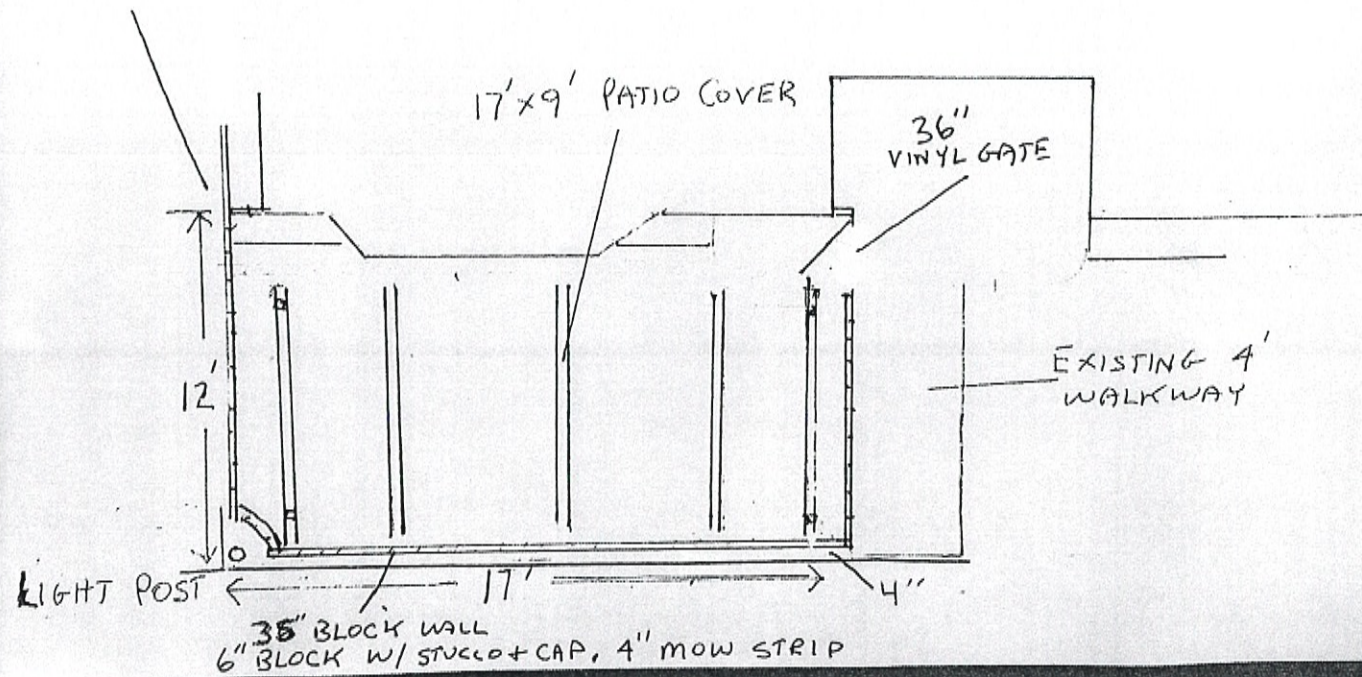 17'x9' PATIO COVER
36"
VINYL GATE
12'
EXISTING 4'
WALKWAY
LIGHT POST
17'
4"
BLOCK WALL
6" BLOCK W/ STUCCO + CAP, 4" MOW STRIP